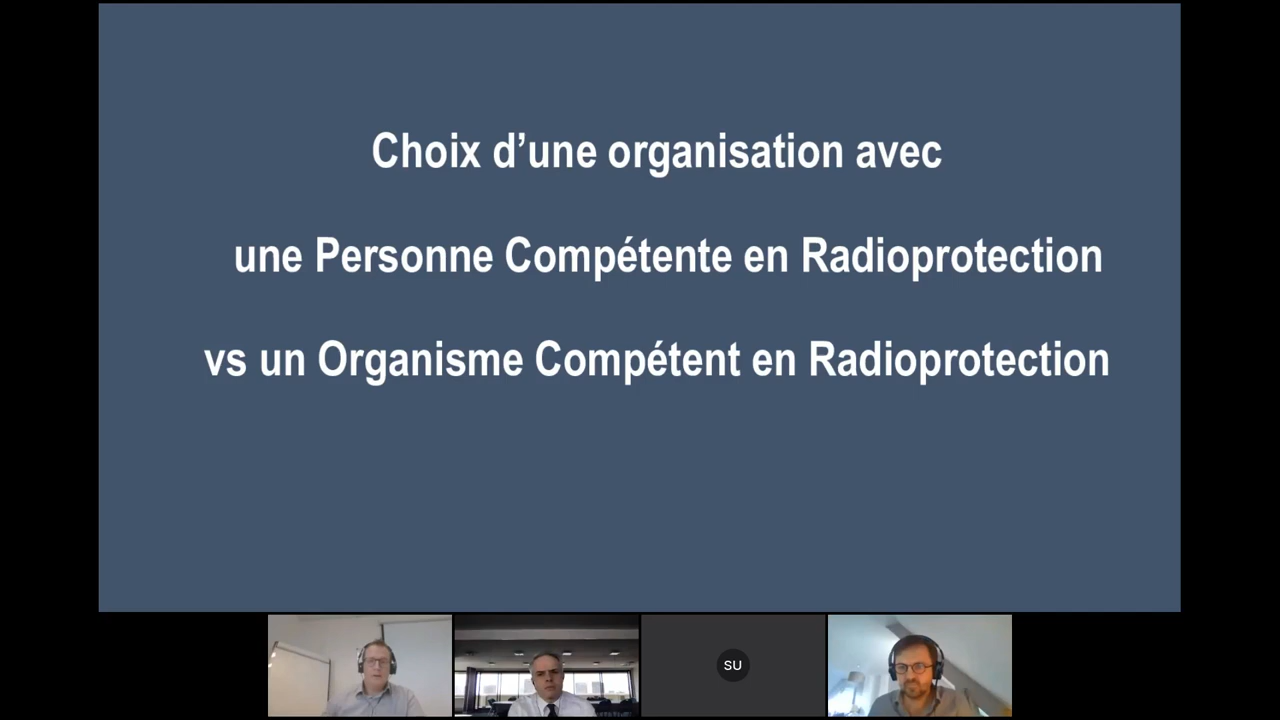 Choix d’une organisation avec
une Personne Compétente en Radioprotection
vs un Organisme Compétent en Radioprotection
SU